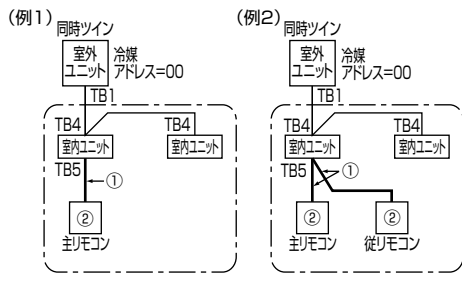 (例1)
同時ツイン
室外
ユニット
冷媒
アドレス=00
TB1
TB4
TB4
室内ユニット
室内ユニット
TB5
①
②
主リモコン
(例2)
同時ツイン
室外
ユニット
冷媒
アドレス=00
TB1
TB4
TB4
室内ユニット
室内ユニット
TB5
①
②
②
主リモコン
従リモコン